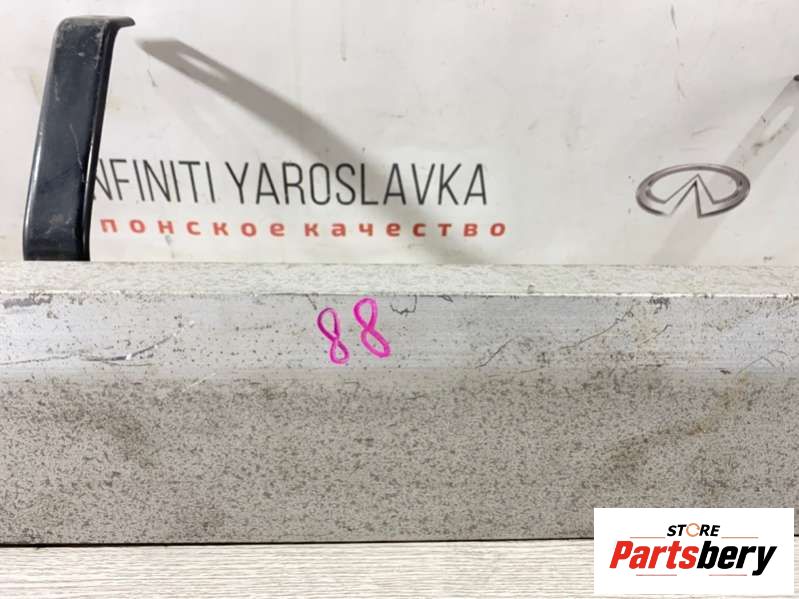 NFINITI YAROSLAVKA
понское качество
88
STORE
Partsbery